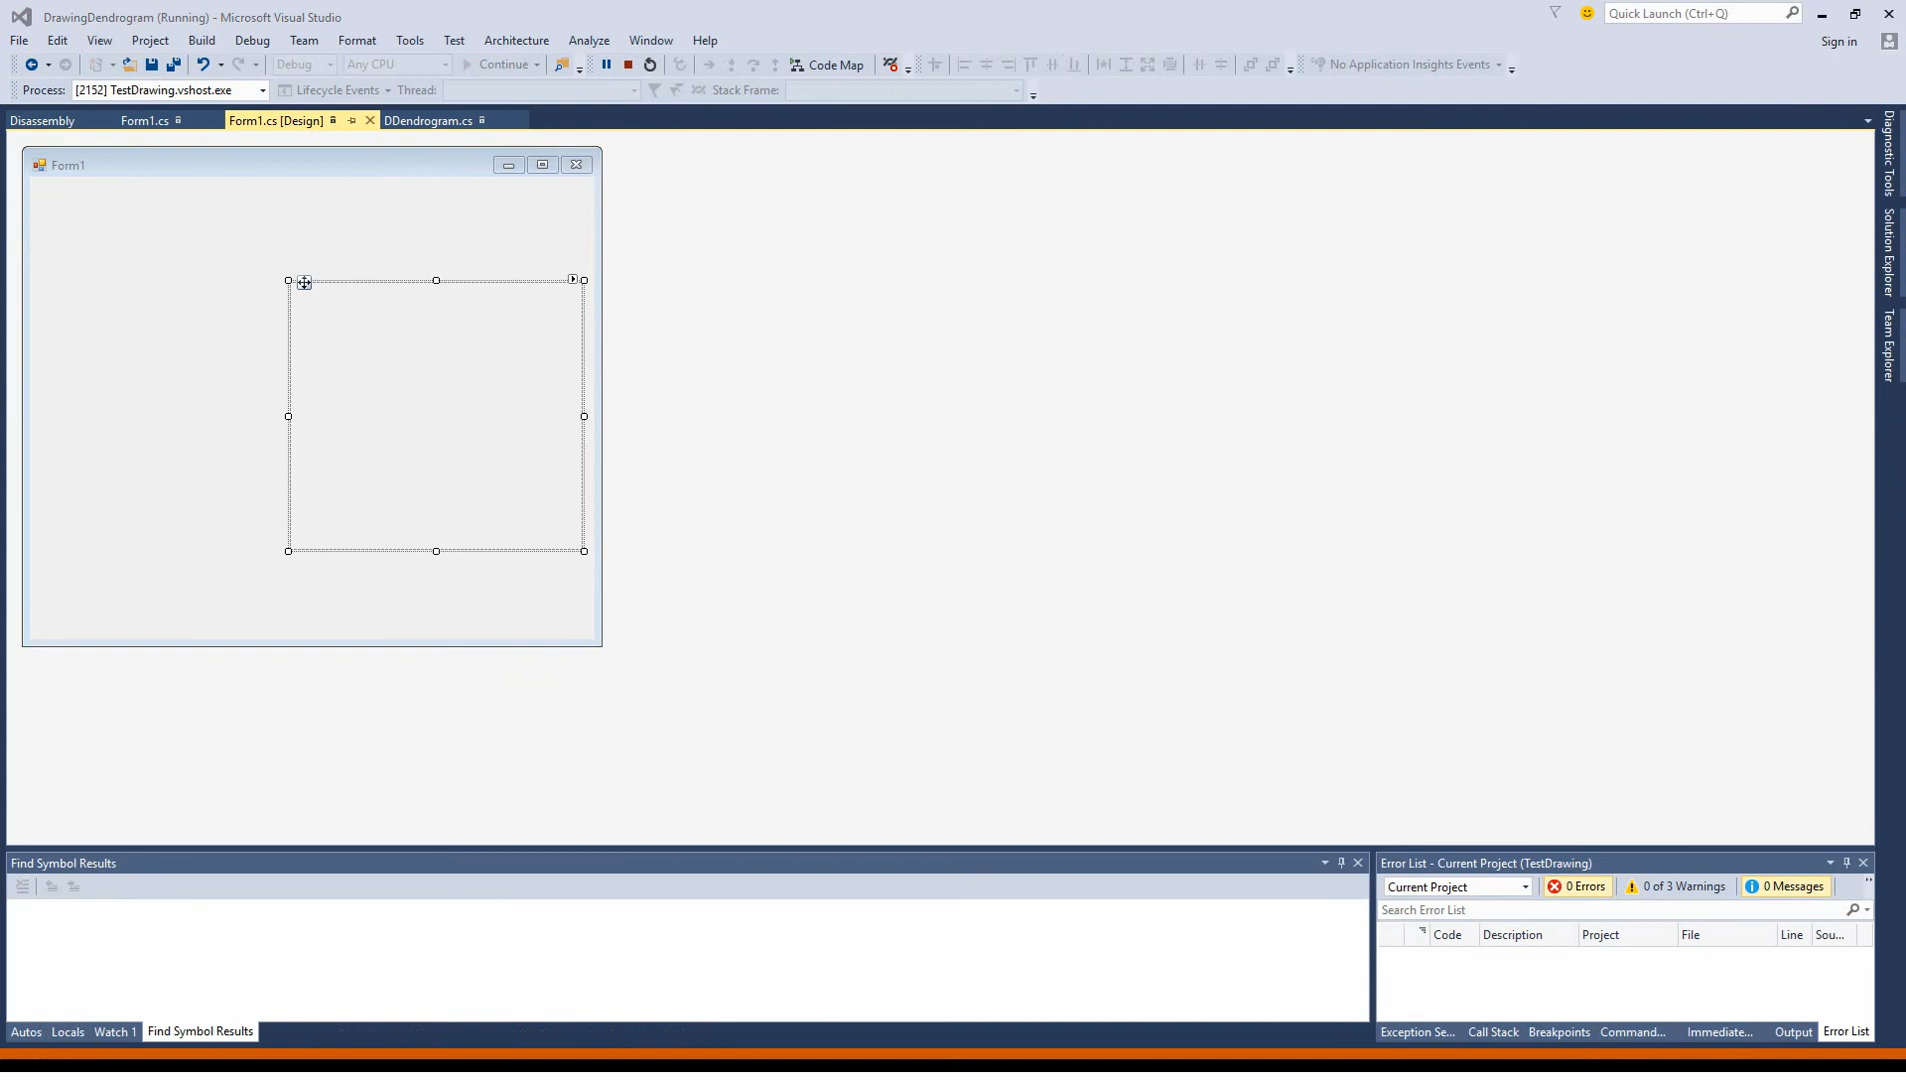 DrawingDendrogram (Running) - Microsoft Visual Studio
Quick Launch (Ctrl+Q)
File Edit View Project Build Debug Team Format Tools Test Architecture Analyze Window Help
Sign in
Debug Any CPU Continue Code Map No Application Insights Events
Process: [2152] TestDrawing.vshost.exe Lifecycle Events Thread: Stack Frame:
Disassembly Form1.cs Form1.cs [Design] DDendrogram.cs
Form1
Diagnostic Tools
Solution Explorer
Team Explorer
Find Symbol Results
Error List - Current Project (TestDrawing)
Current Project 0 Errors 0 of 3 Warnings 0 Messages
Search Error List
Code Description Project File Line Sou...
Autos Locals Watch 1 Find Symbol Results
Exception Se... Call Stack Breakpoints Command... Immediate... Output Error List